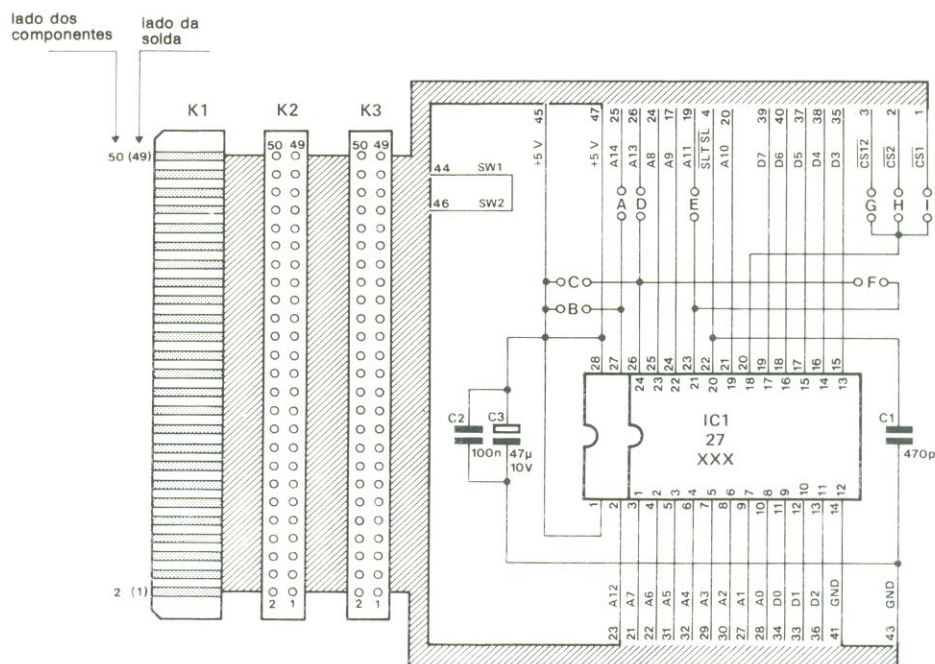 lado dos
componentes
lado da
solda
K1
K2
K3
50 (49)
50 49
50 49
2 (1)
2 1
2 1
44 SW1
46 SW2
45 +5 V
47 +5 V
25 A14
26 A13
24 A8
17 A9
19 A11
4 SLT SL
20 A10
39 D7
40 D6
37 D5
38 D4
35 D3
3 CS12
2 CS2
1 CS1
A
D
E
G
H
I
C
F
B
28 27 26 25 24 23 22 21 20 19 18 17 16 15
24 23 22 21 20 19 18 17 16 15 14 13
IC1
27
XXX
C2
100n
C3
47µ
10V
C1
470p
1 2 3 4 5 6 7 8 9 10 11 12
1 2 3 4 5 6 7 8 9 10 11 12 13 14
23 A12
21 A7
22 A6
31 A5
32 A4
29 A3
30 A2
27 A1
28 A0
34 D0
33 D1
36 D2
41 GND
43 GND